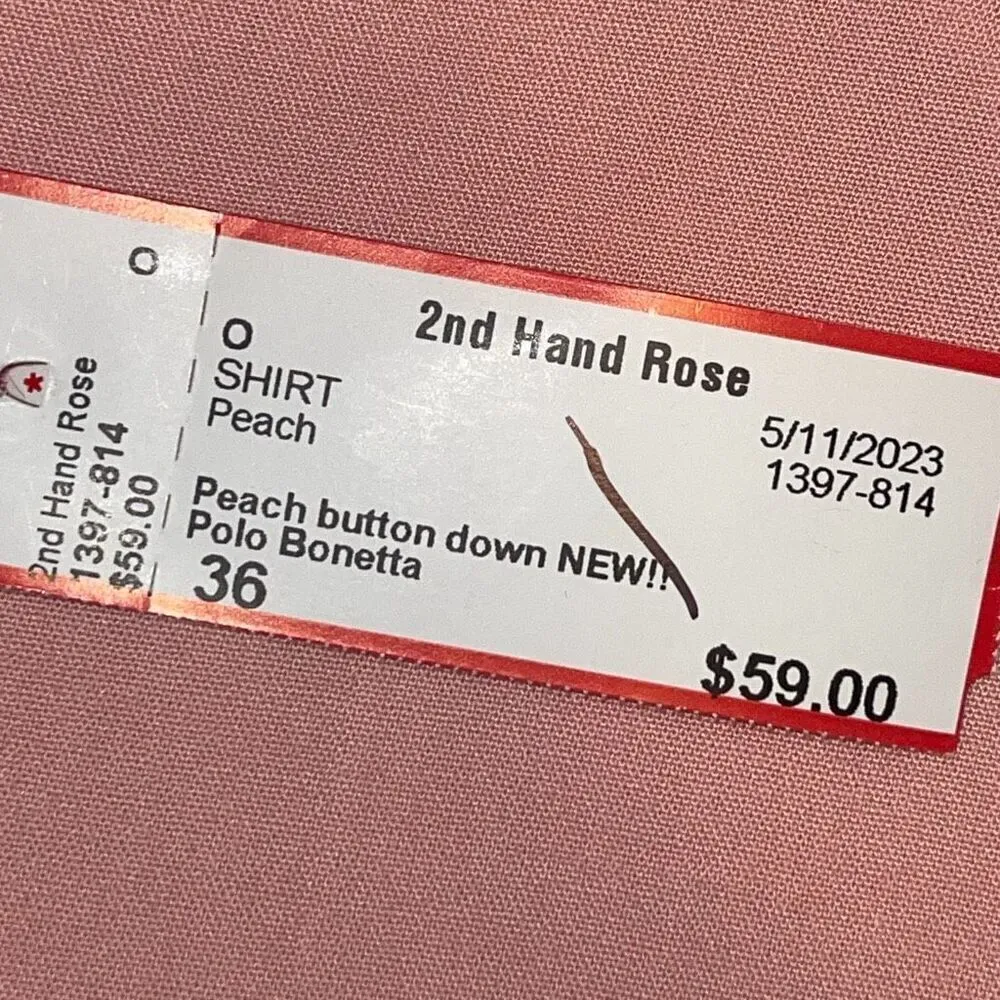 O
2nd Hand Rose
1397-814
$59.00
2nd Hand Rose
O
SHIRT
Peach
5/11/2023
1397-814
Peach button down NEW!!
Polo Bonetta
36
$59.00